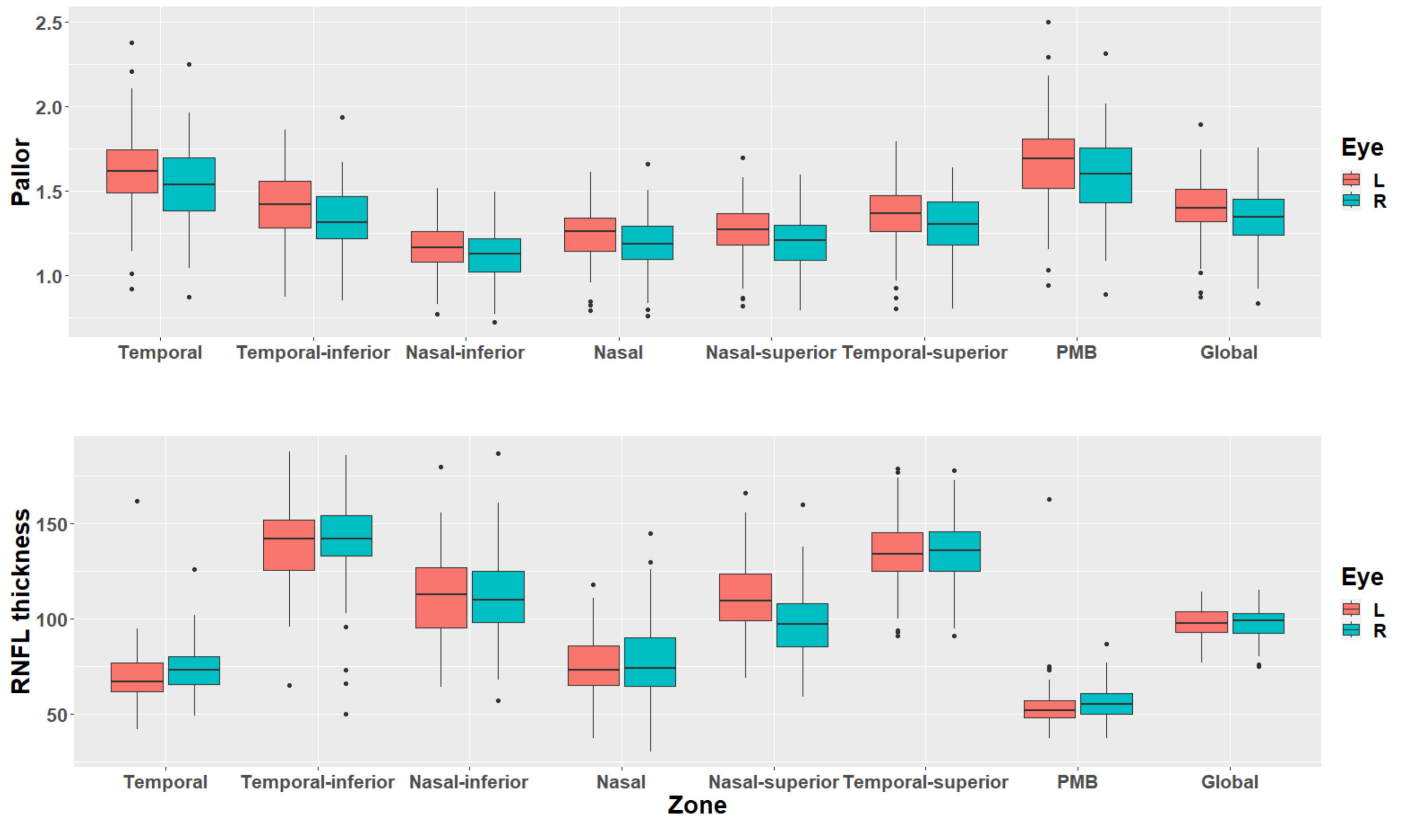 Pallor
2.5
2.0
1.5
1.0
Temporal Temporal-inferior Nasal-inferior Nasal Nasal-superior Temporal-superior PMB Global
Eye
L
R
RNFL thickness
150
100
50
Temporal Temporal-inferior Nasal-inferior Nasal Nasal-superior Temporal-superior PMB Global
Zone
Eye
L
R